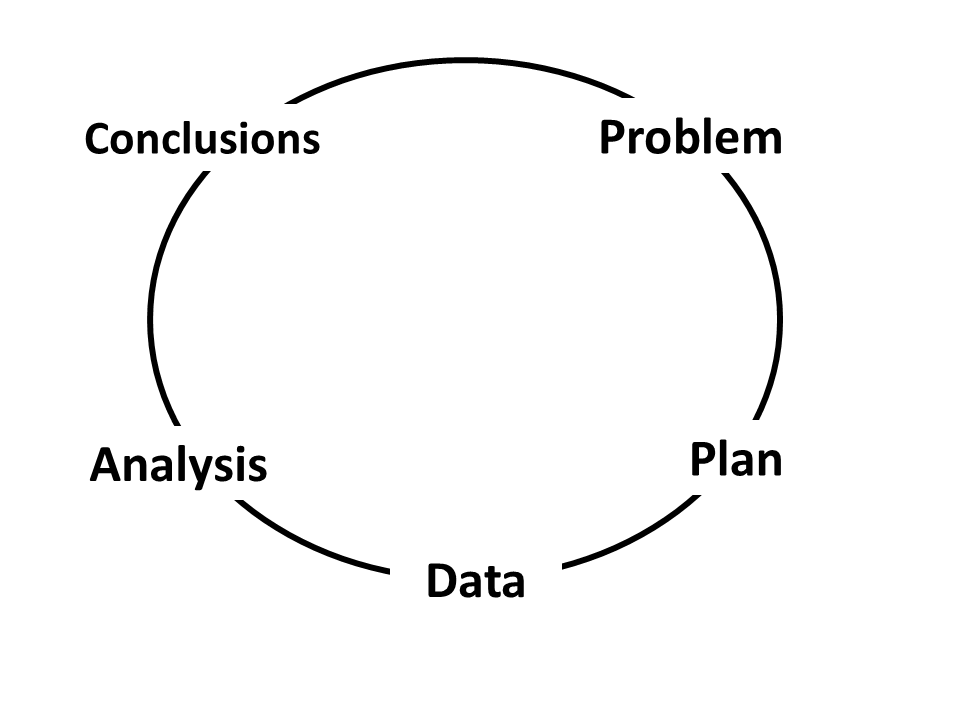 Conclusions
Problem
Analysis
Plan
Data